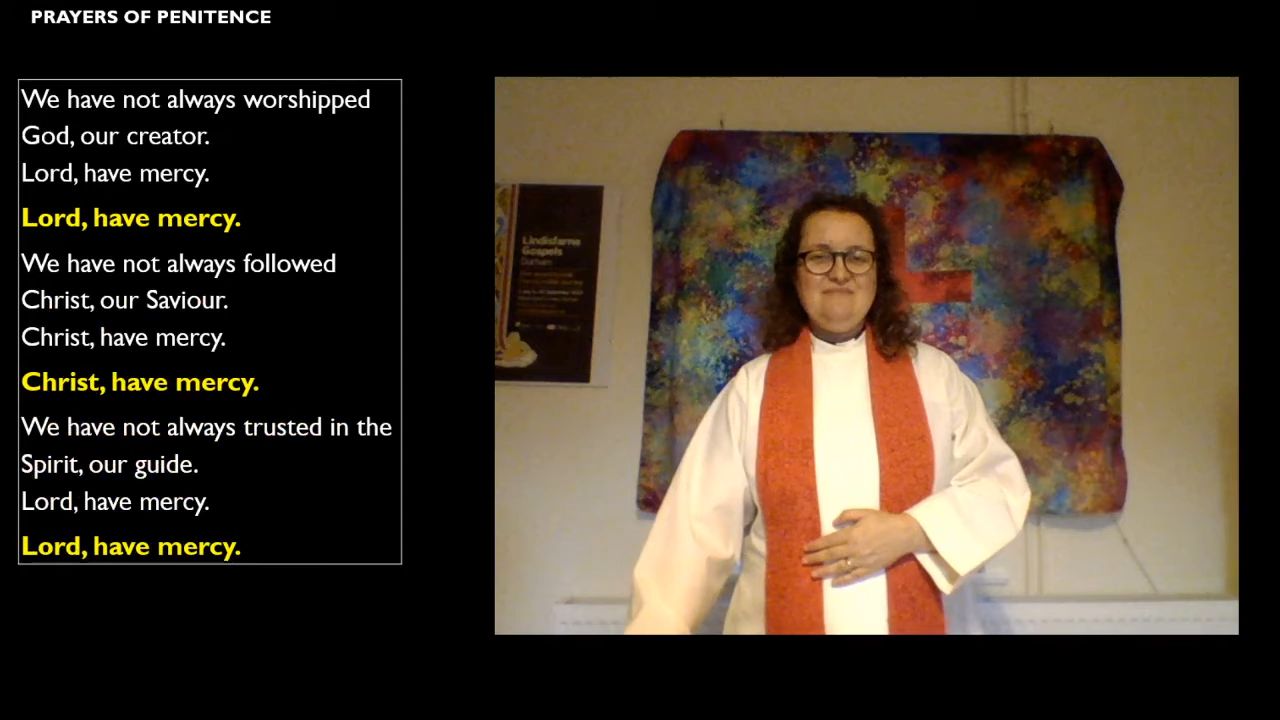 PRAYERS OF PENITENCE
We have not always worshipped
God, our creator.
Lord, have mercy.
Lord, have mercy.
We have not always followed
Christ, our Saviour.
Christ, have mercy.
Christ, have mercy.
We have not always trusted in the
Spirit, our guide.
Lord, have mercy.
Lord, have mercy.
Lindisfarne
Gospels
Durham